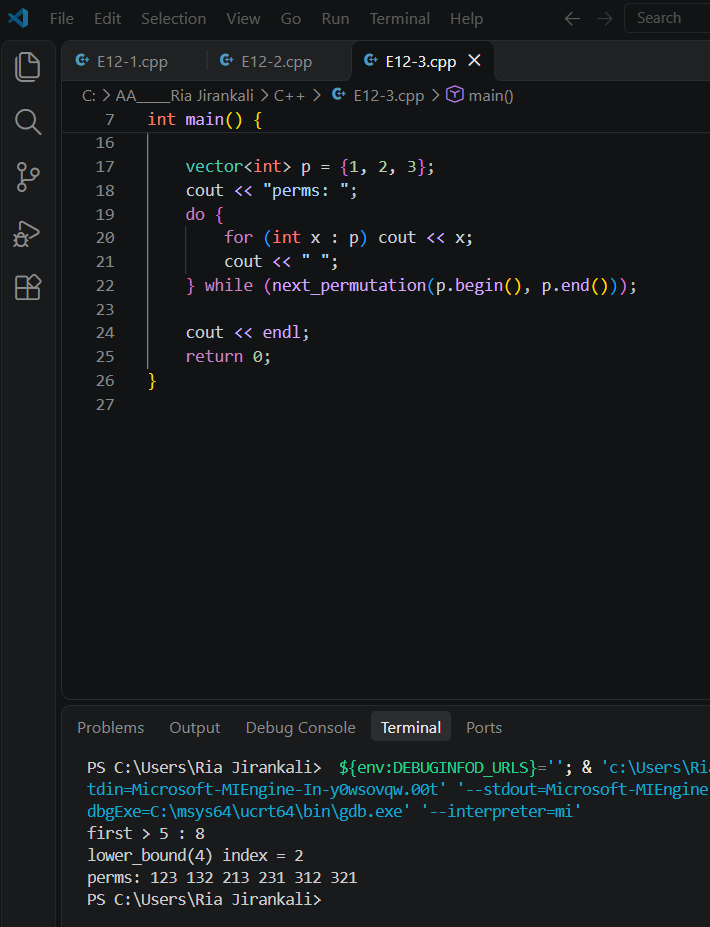 File Edit Selection View Go Run Terminal Help Search
E12-1.cpp E12-2.cpp E12-3.cpp
C: > AA____Ria Jirankali > C++ > E12-3.cpp > main()
7 int main() {
16
17 vector<int> p = {1, 2, 3};
18 cout << "perms: ";
19 do {
20 for (int x : p) cout << x;
21 cout << " ";
22 } while (next_permutation(p.begin(), p.end()));
23
24 cout << endl;
25 return 0;
26 }
27
Problems Output Debug Console Terminal Ports
PS C:\Users\Ria Jirankali> ${env:DEBUGINFOD_URLS}=''; & 'c:\Users\Ria
tdin=Microsoft-MIEngine-In-y0wsovqw.00t' '--stdout=Microsoft-MIEngine
dbgExe=C:\msys64\ucrt64\bin\gdb.exe' '--interpreter=mi'
first > 5 : 8
lower_bound(4) index = 2
perms: 123 132 213 231 312 321
PS C:\Users\Ria Jirankali>